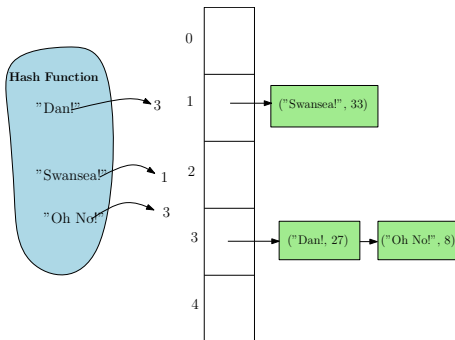 Hash Function
"Dan!"
3
"Swansea!"
1
"Oh No!"
3
0
1
2
3
4
("Swansea!", 33)
("Dan!, 27)
("Oh No!", 8)